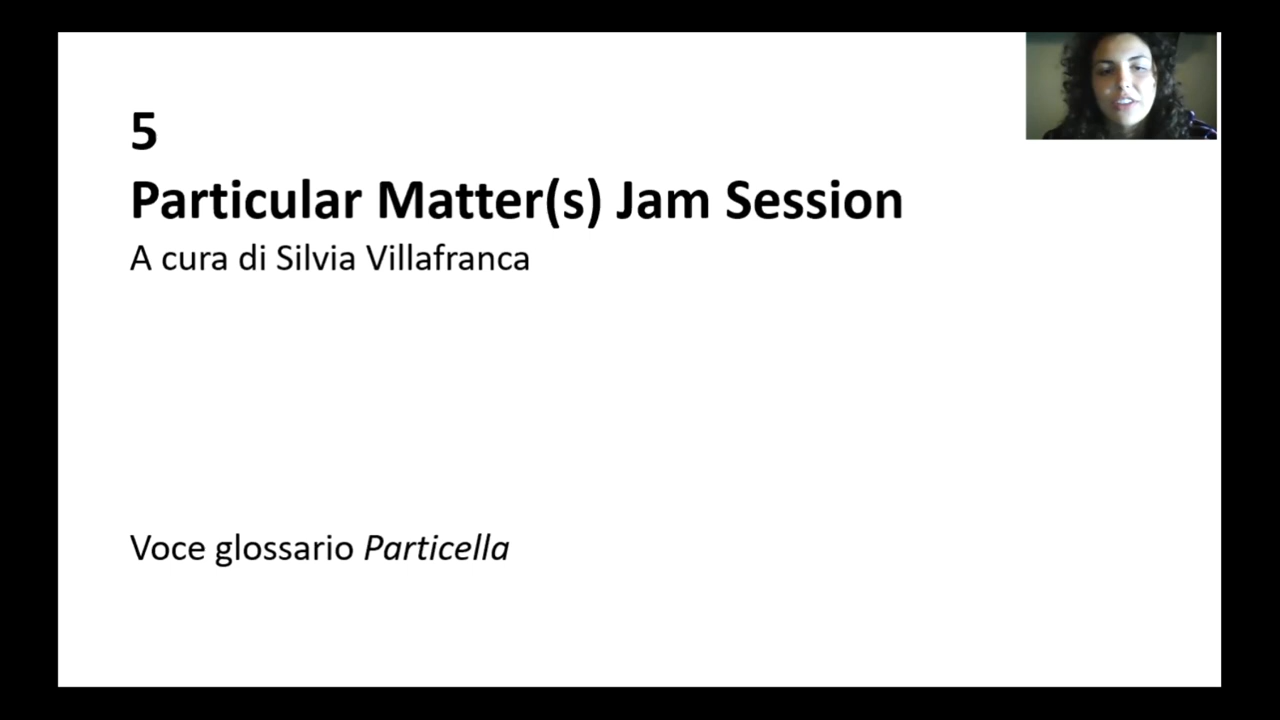 5
Particular Matter(s) Jam Session
A cura di Silvia Villafranca
Voce glossario Particella